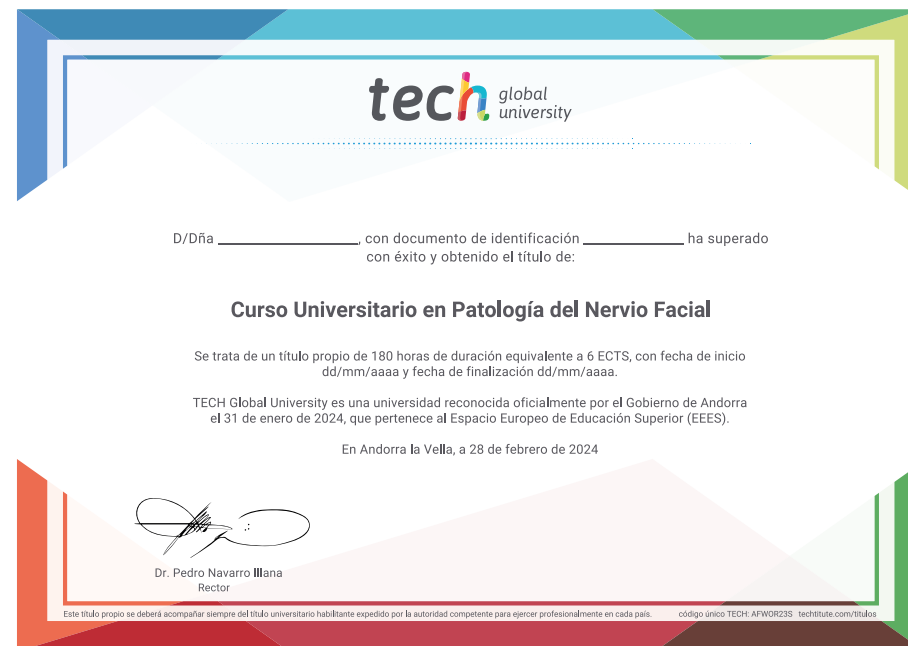 tech global
university
D/Dña ____________________, con documento de identificación ______________ ha superado
con éxito y obtenido el título de:
Curso Universitario en Patología del Nervio Facial
Se trata de un título propio de 180 horas de duración equivalente a 6 ECTS, con fecha de inicio
dd/mm/aaaa y fecha de finalización dd/mm/aaaa.
TECH Global University es una universidad reconocida oficialmente por el Gobierno de Andorra
el 31 de enero de 2024, que pertenece al Espacio Europeo de Educación Superior (EEES).
En Andorra la Vella, a 28 de febrero de 2024
Dr. Pedro Navarro Illana
Rector
Este título propio se deberá acompañar siempre del título universitario habilitante expedido por la autoridad competente para ejercer profesionalmente en cada país. código único TECH: AFWOR23S techtitute.com/titulos